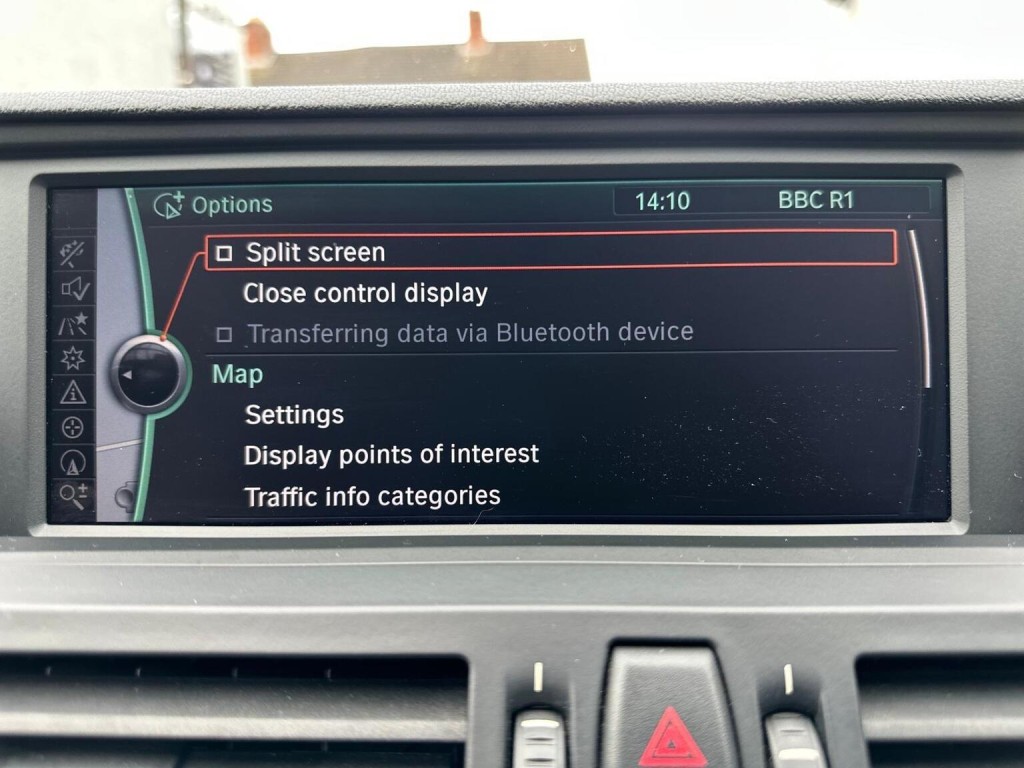 Options
14:10
BBC R1
Split screen
Close control display
Transferring data via Bluetooth device
Map
Settings
Display points of interest
Traffic info categories